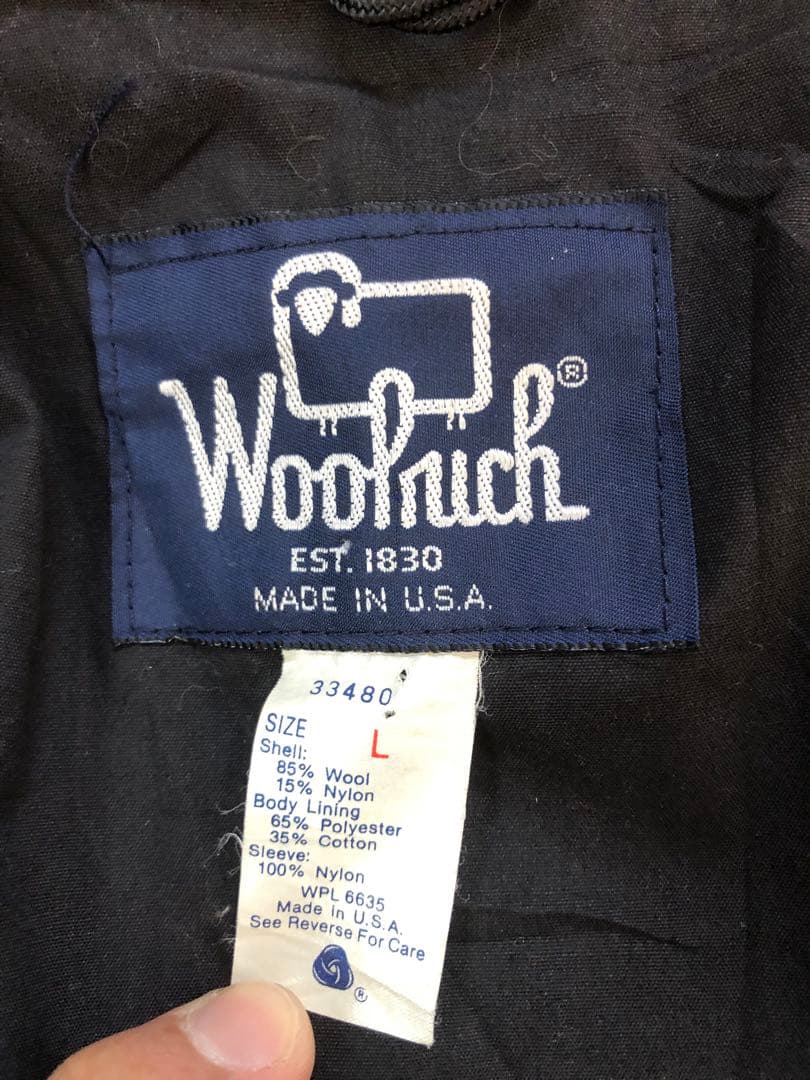 Woolrich®
EST. 1830
MADE IN U.S.A.
33480
SIZE L
Shell:
85% Wool
15% Nylon
Body Lining
65% Polyester
35% Cotton
Sleeve:
100% Nylon
WPL 6635
Made in U.S.A.
See Reverse For Care
®